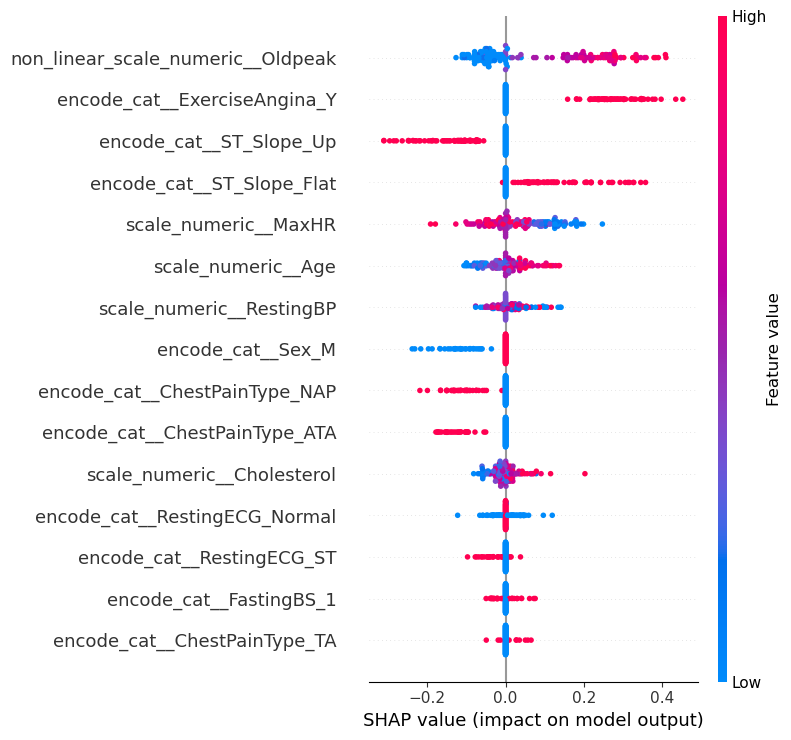 High
non_linear_scale_numeric__Oldpeak
encode_cat__ExerciseAngina_Y
encode_cat__ST_Slope_Up
encode_cat__ST_Slope_Flat
scale_numeric__MaxHR
scale_numeric__Age
scale_numeric__RestingBP
encode_cat__Sex_M
encode_cat__ChestPainType_NAP
encode_cat__ChestPainType_ATA
scale_numeric__Cholesterol
encode_cat__RestingECG_Normal
encode_cat__RestingECG_ST
encode_cat__FastingBS_1
encode_cat__ChestPainType_TA
Feature value
Low
−0.2 0.0 0.2 0.4
SHAP value (impact on model output)